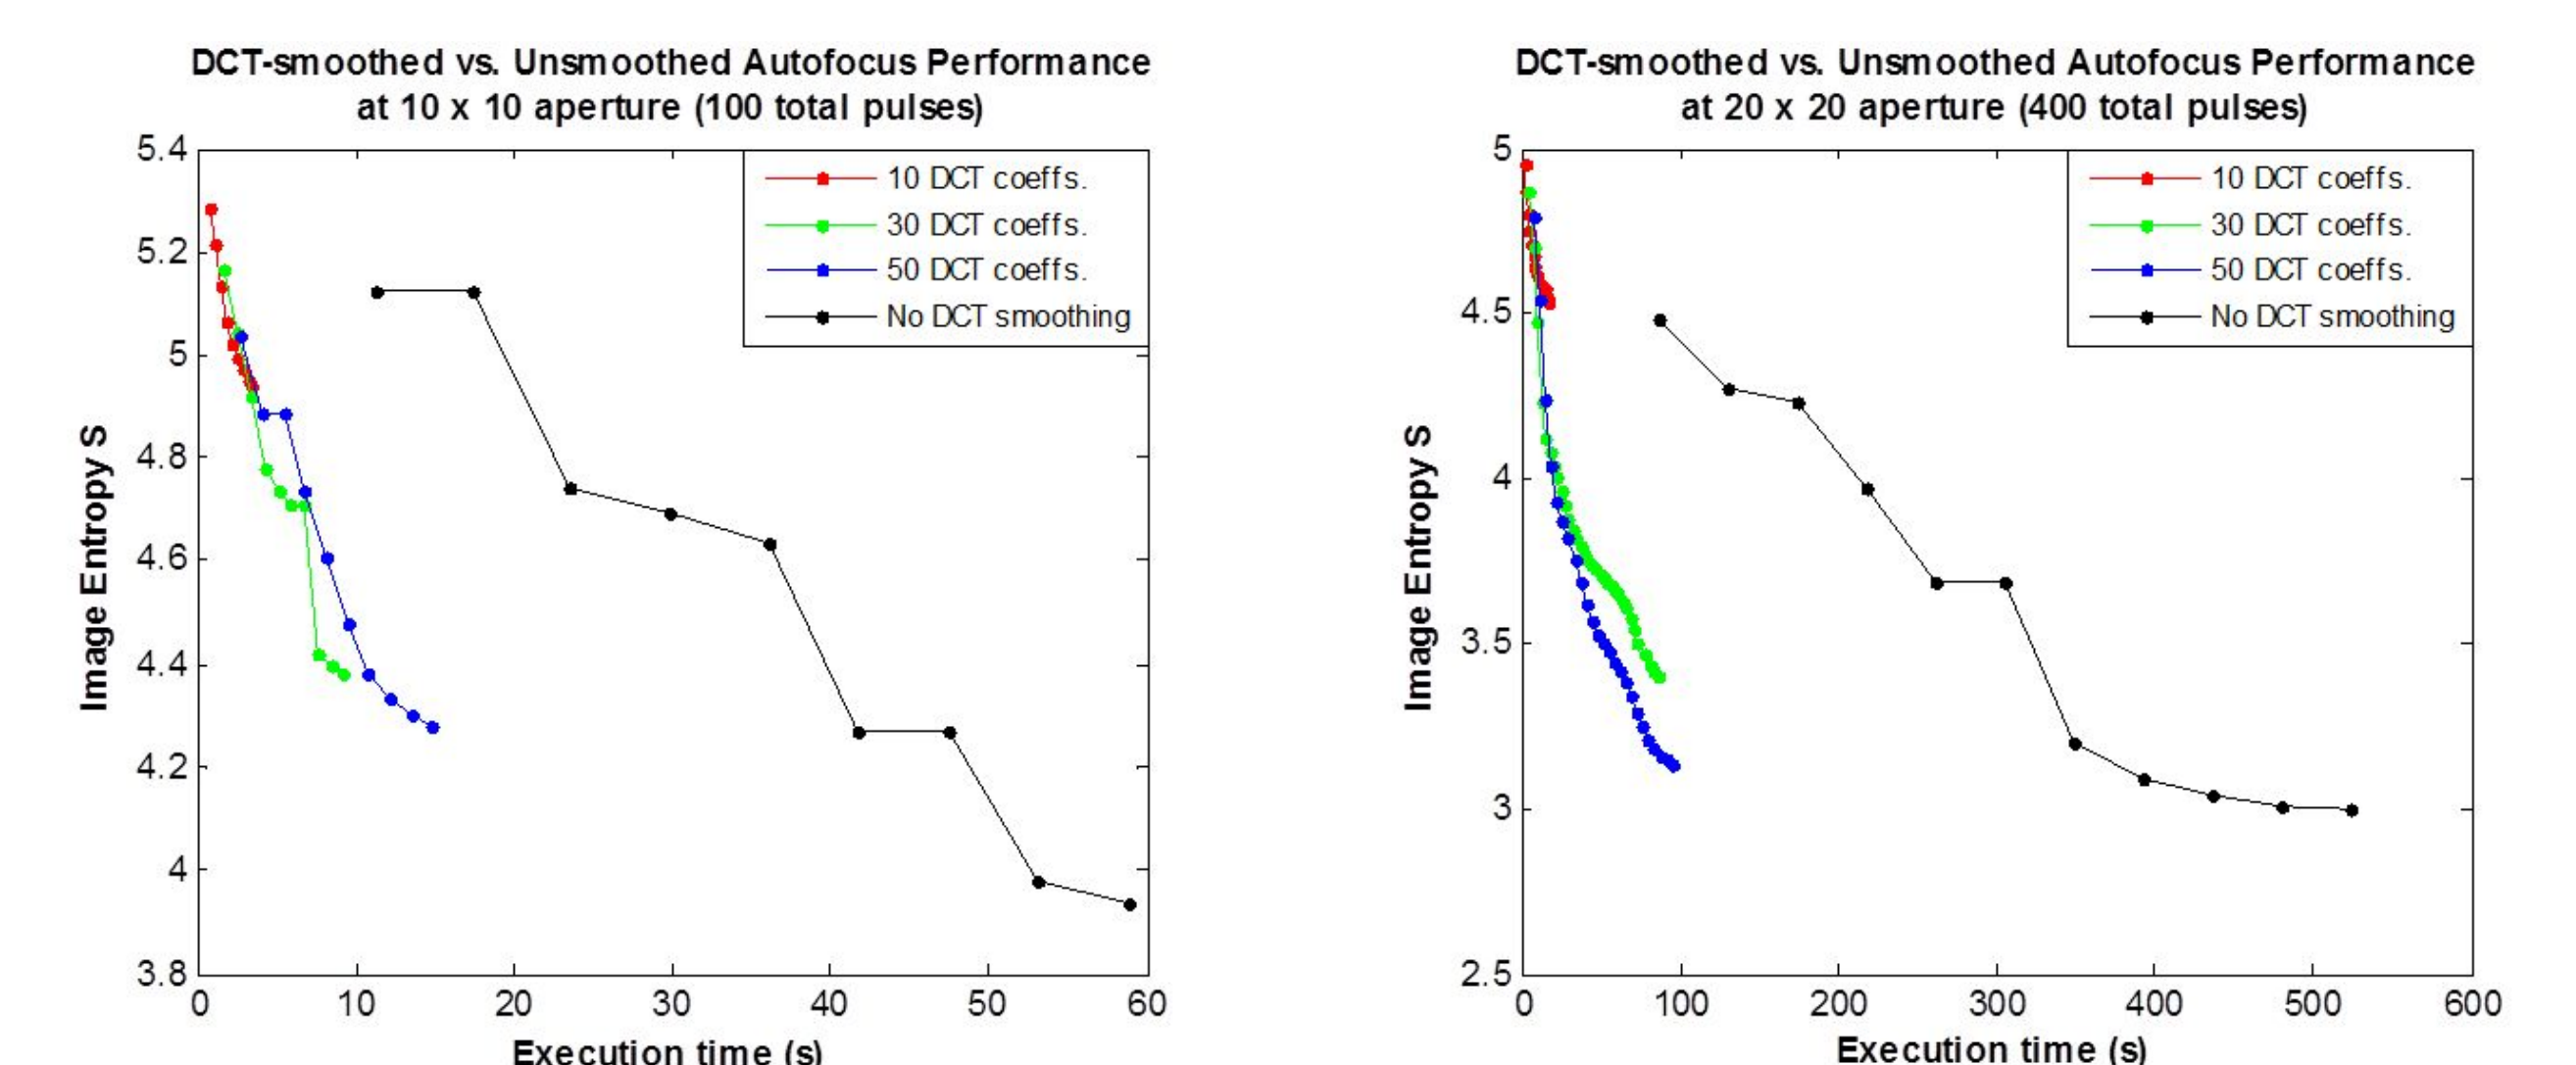 DCT-smoothed vs. Unsmoothed Autofocus Performance
at 10 x 10 aperture (100 total pulses)
5.4
5.2
5
4.8
4.6
4.4
4.2
4
3.8
Image Entropy S
10 DCT coeffs.
30 DCT coeffs.
50 DCT coeffs.
No DCT smoothing
0 10 20 30 40 50 60
Execution time (s)
DCT-smoothed vs. Unsmoothed Autofocus Performance
at 20 x 20 aperture (400 total pulses)
5
4.5
4
3.5
3
2.5
Image Entropy S
10 DCT coeffs.
30 DCT coeffs.
50 DCT coeffs.
No DCT smoothing
0 100 200 300 400 500 600
Execution time (s)